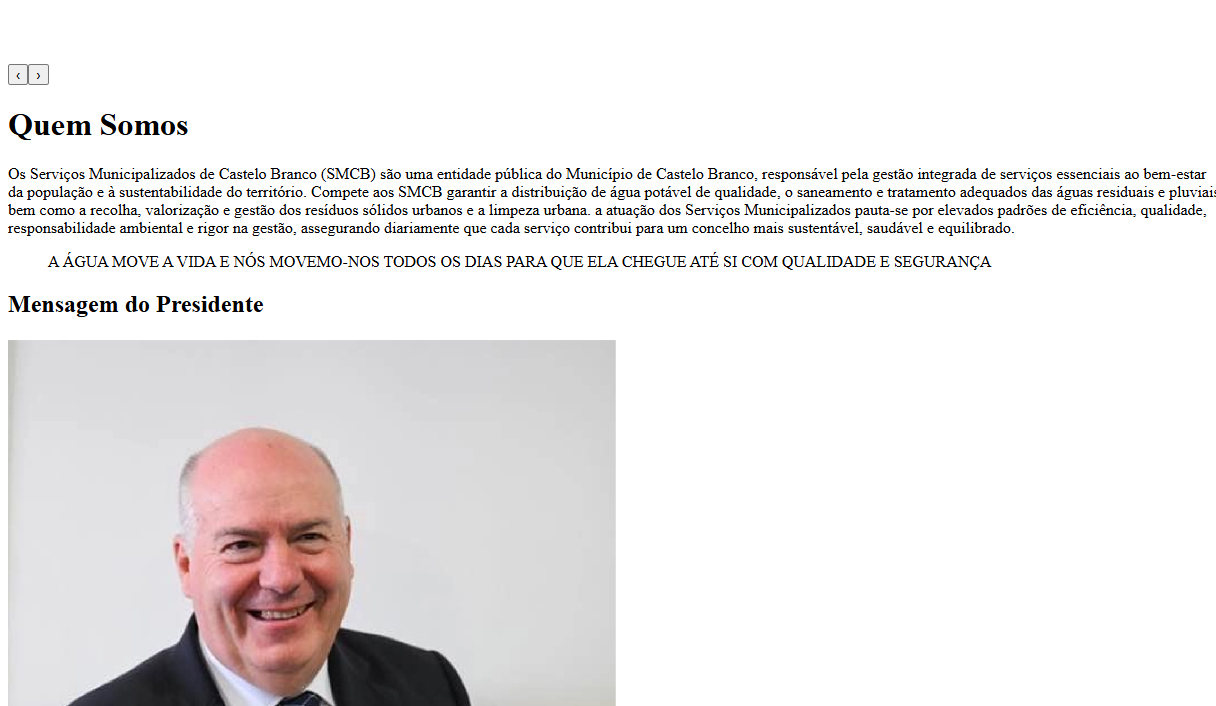 ‹ ›
Quem Somos
Os Serviços Municipalizados de Castelo Branco (SMCB) são uma entidade pública do Município de Castelo Branco, responsável pela gestão integrada de serviços essenciais ao bem-estar
da população e à sustentabilidade do território. Compete aos SMCB garantir a distribuição de água potável de qualidade, o saneamento e tratamento adequados das águas residuais e pluviais
bem como a recolha, valorização e gestão dos resíduos sólidos urbanos e a limpeza urbana. a atuação dos Serviços Municipalizados pauta-se por elevados padrões de eficiência, qualidade,
responsabilidade ambiental e rigor na gestão, assegurando diariamente que cada serviço contribui para um concelho mais sustentável, saudável e equilibrado.
A ÁGUA MOVE A VIDA E NÓS MOVEMO-NOS TODOS OS DIAS PARA QUE ELA CHEGUE ATÉ SI COM QUALIDADE E SEGURANÇA
Mensagem do Presidente